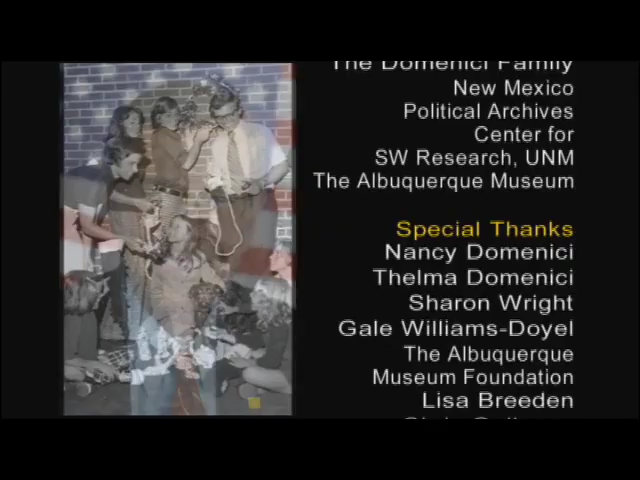 The Domenici Family
New Mexico
Political Archives
Center for
SW Research, UNM
The Albuquerque Museum
Special Thanks
Nancy Domenici
Thelma Domenici
Sharon Wright
Gale Williams-Doyel
The Albuquerque
Museum Foundation
Lisa Breeden